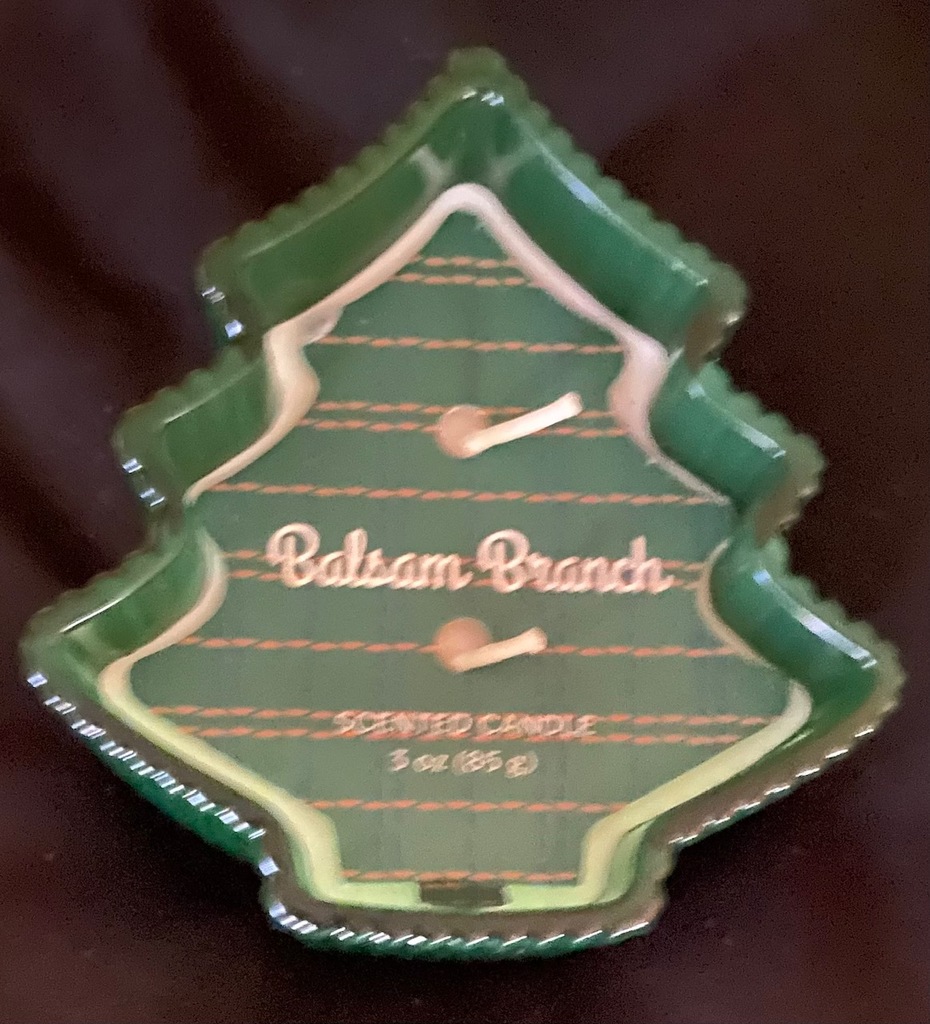 Balsam Branch
SCENTED CANDLE
3 oz (85 g)